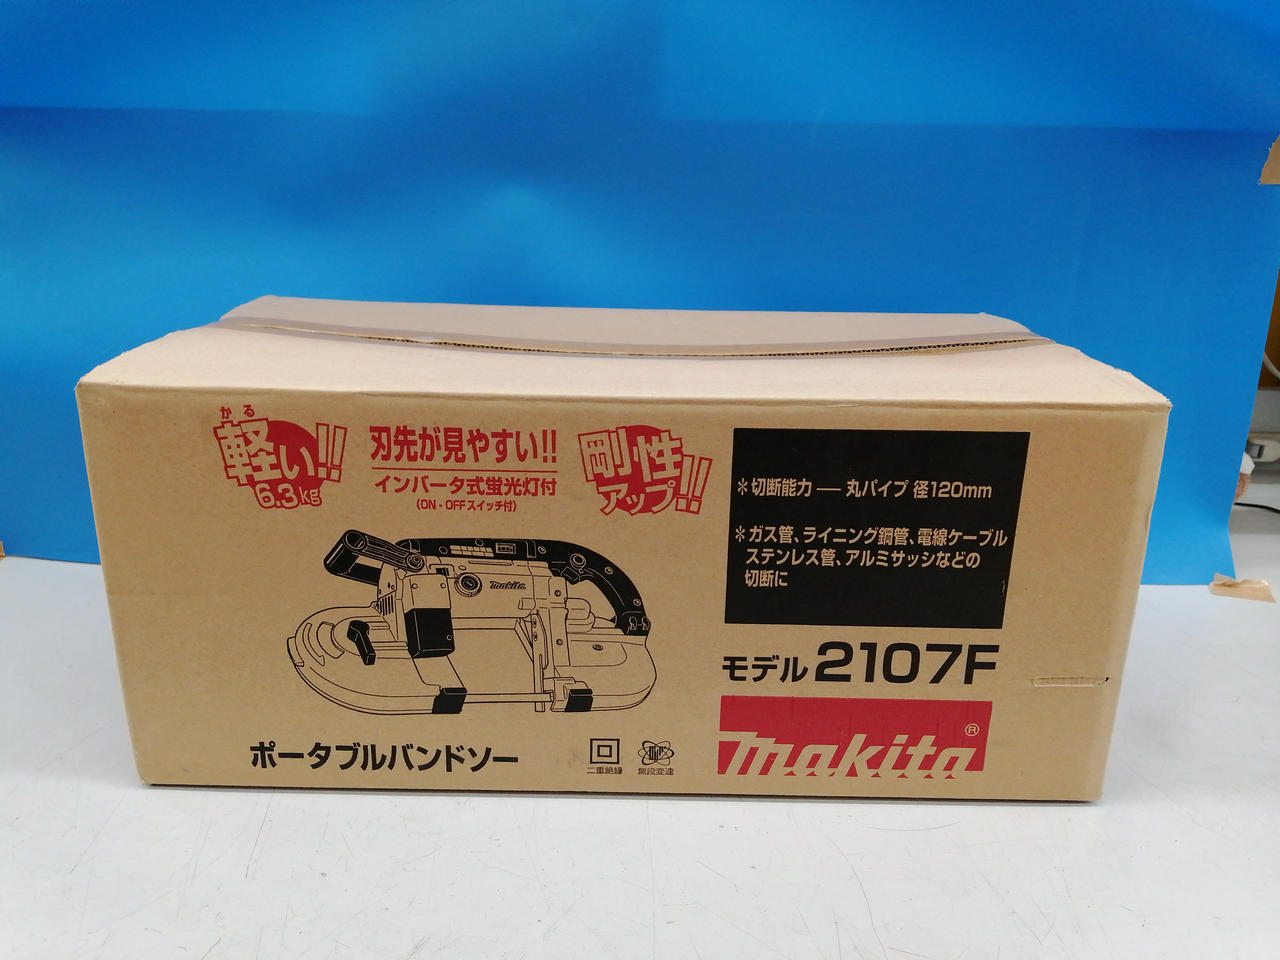 かる
軽い!!
6.3kg
刃先が見やすい!!
インバータ式蛍光灯付
(ON・OFFスイッチ付)
剛性
アップ!!
＊切断能力 ― 丸パイプ 径120mm
＊ガス管、ライニング鋼管、電線ケーブル
ステンレス管、アルミサッシなどの
切断に
makita
モデル 2107F
makita®
ポータブルバンドソー
二重絶縁
無段変速